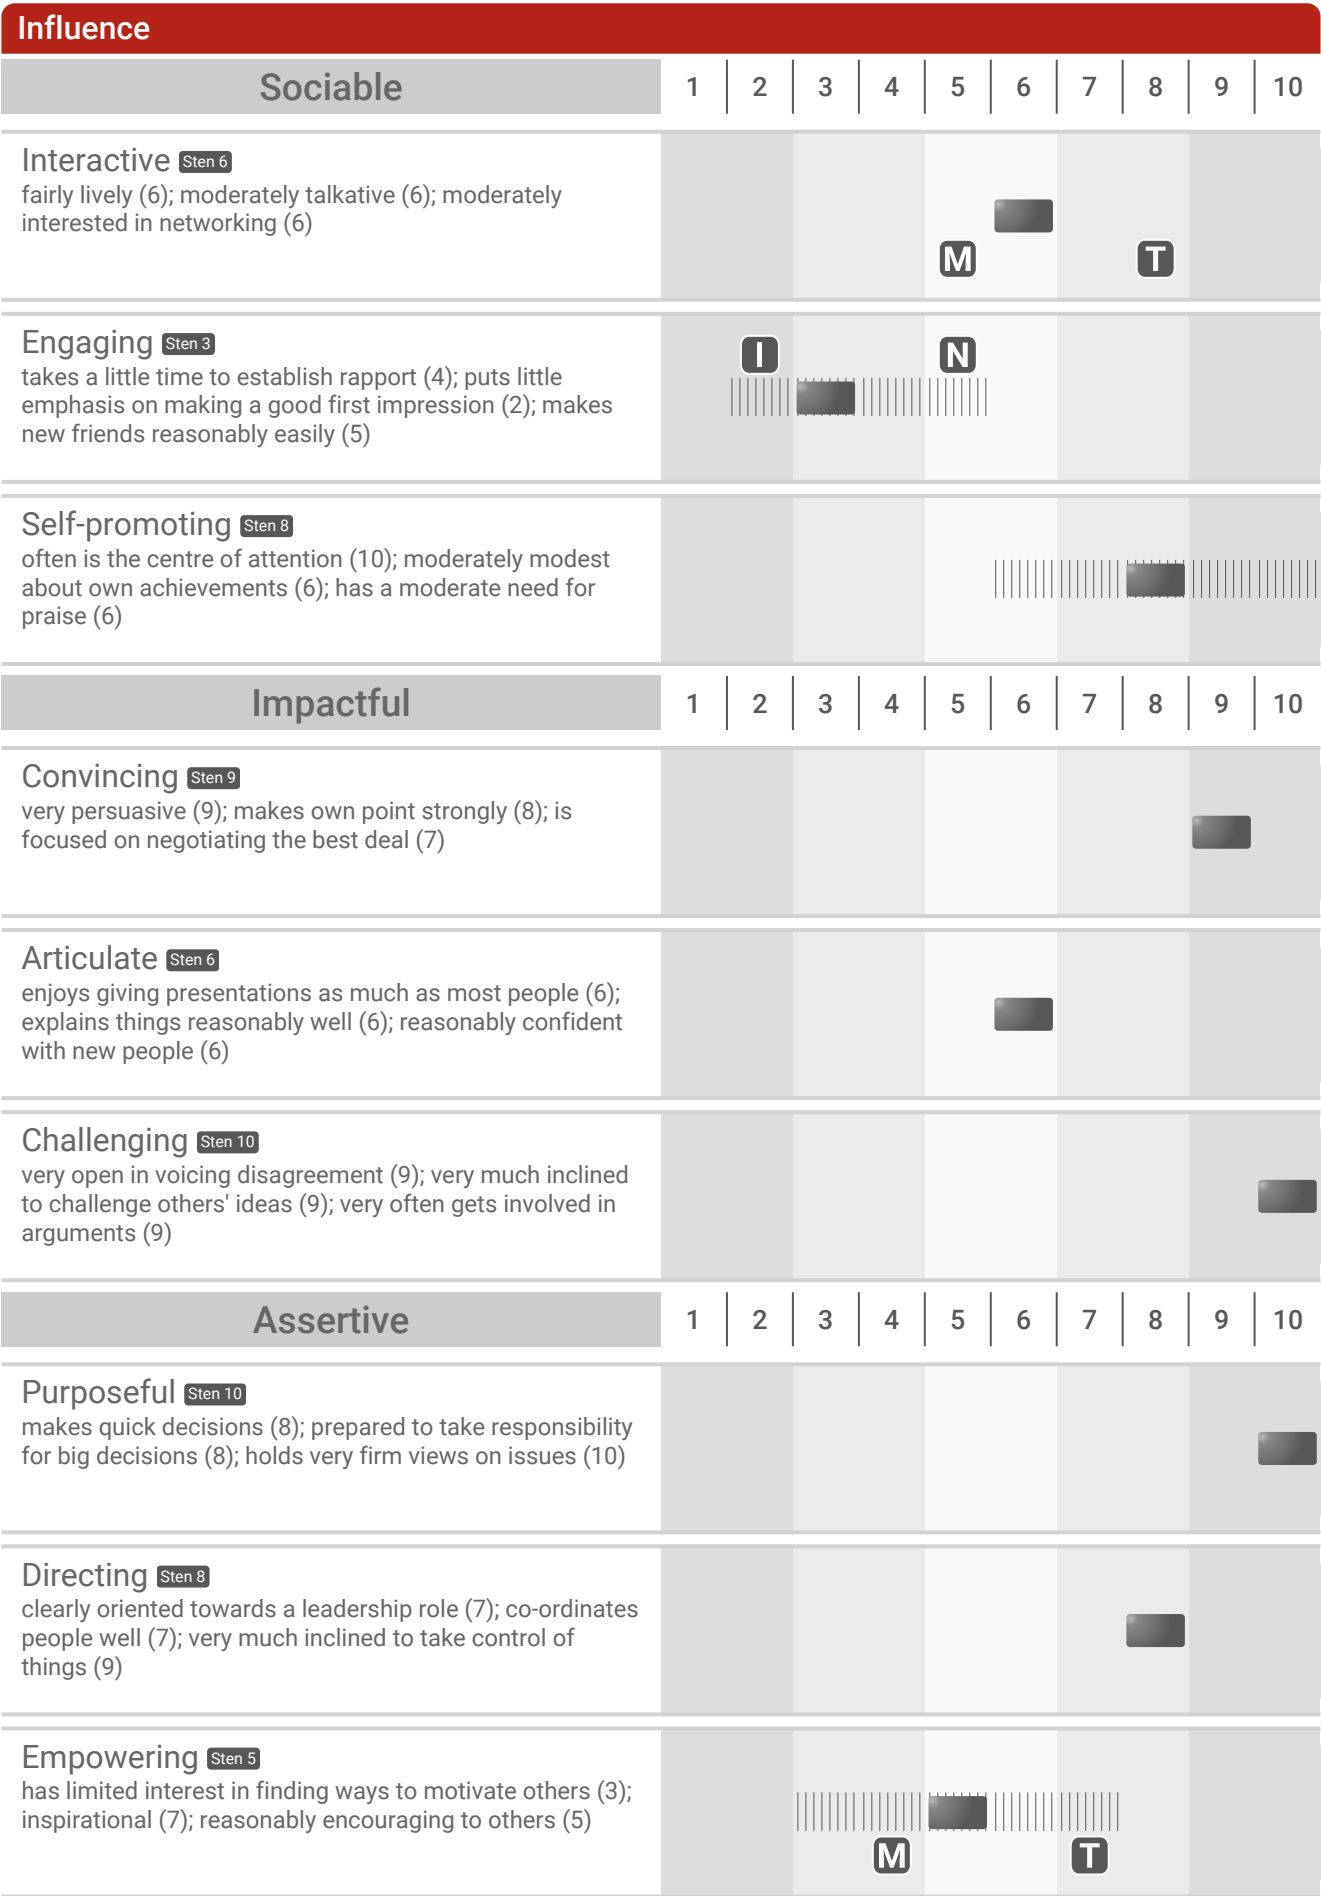 Influence
Sociable 1 2 3 4 5 6 7 8 9 10
Interactive Sten 6
fairly lively (6); moderately talkative (6); moderately
interested in networking (6)
M T
Engaging Sten 3
I N
takes a little time to establish rapport (4); puts little
emphasis on making a good first impression (2); makes
new friends reasonably easily (5)
Self-promoting Sten 8
often is the centre of attention (10); moderately modest
about own achievements (6); has a moderate need for
praise (6)
Impactful 1 2 3 4 5 6 7 8 9 10
Convincing Sten 9
very persuasive (9); makes own point strongly (8); is
focused on negotiating the best deal (7)
Articulate Sten 6
enjoys giving presentations as much as most people (6);
explains things reasonably well (6); reasonably confident
with new people (6)
Challenging Sten 10
very open in voicing disagreement (9); very much inclined
to challenge others' ideas (9); very often gets involved in
arguments (9)
Assertive 1 2 3 4 5 6 7 8 9 10
Purposeful Sten 10
makes quick decisions (8); prepared to take responsibility
for big decisions (8); holds very firm views on issues (10)
Directing Sten 8
clearly oriented towards a leadership role (7); co-ordinates
people well (7); very much inclined to take control of
things (9)
Empowering Sten 5
has limited interest in finding ways to motivate others (3);
inspirational (7); reasonably encouraging to others (5)
M T